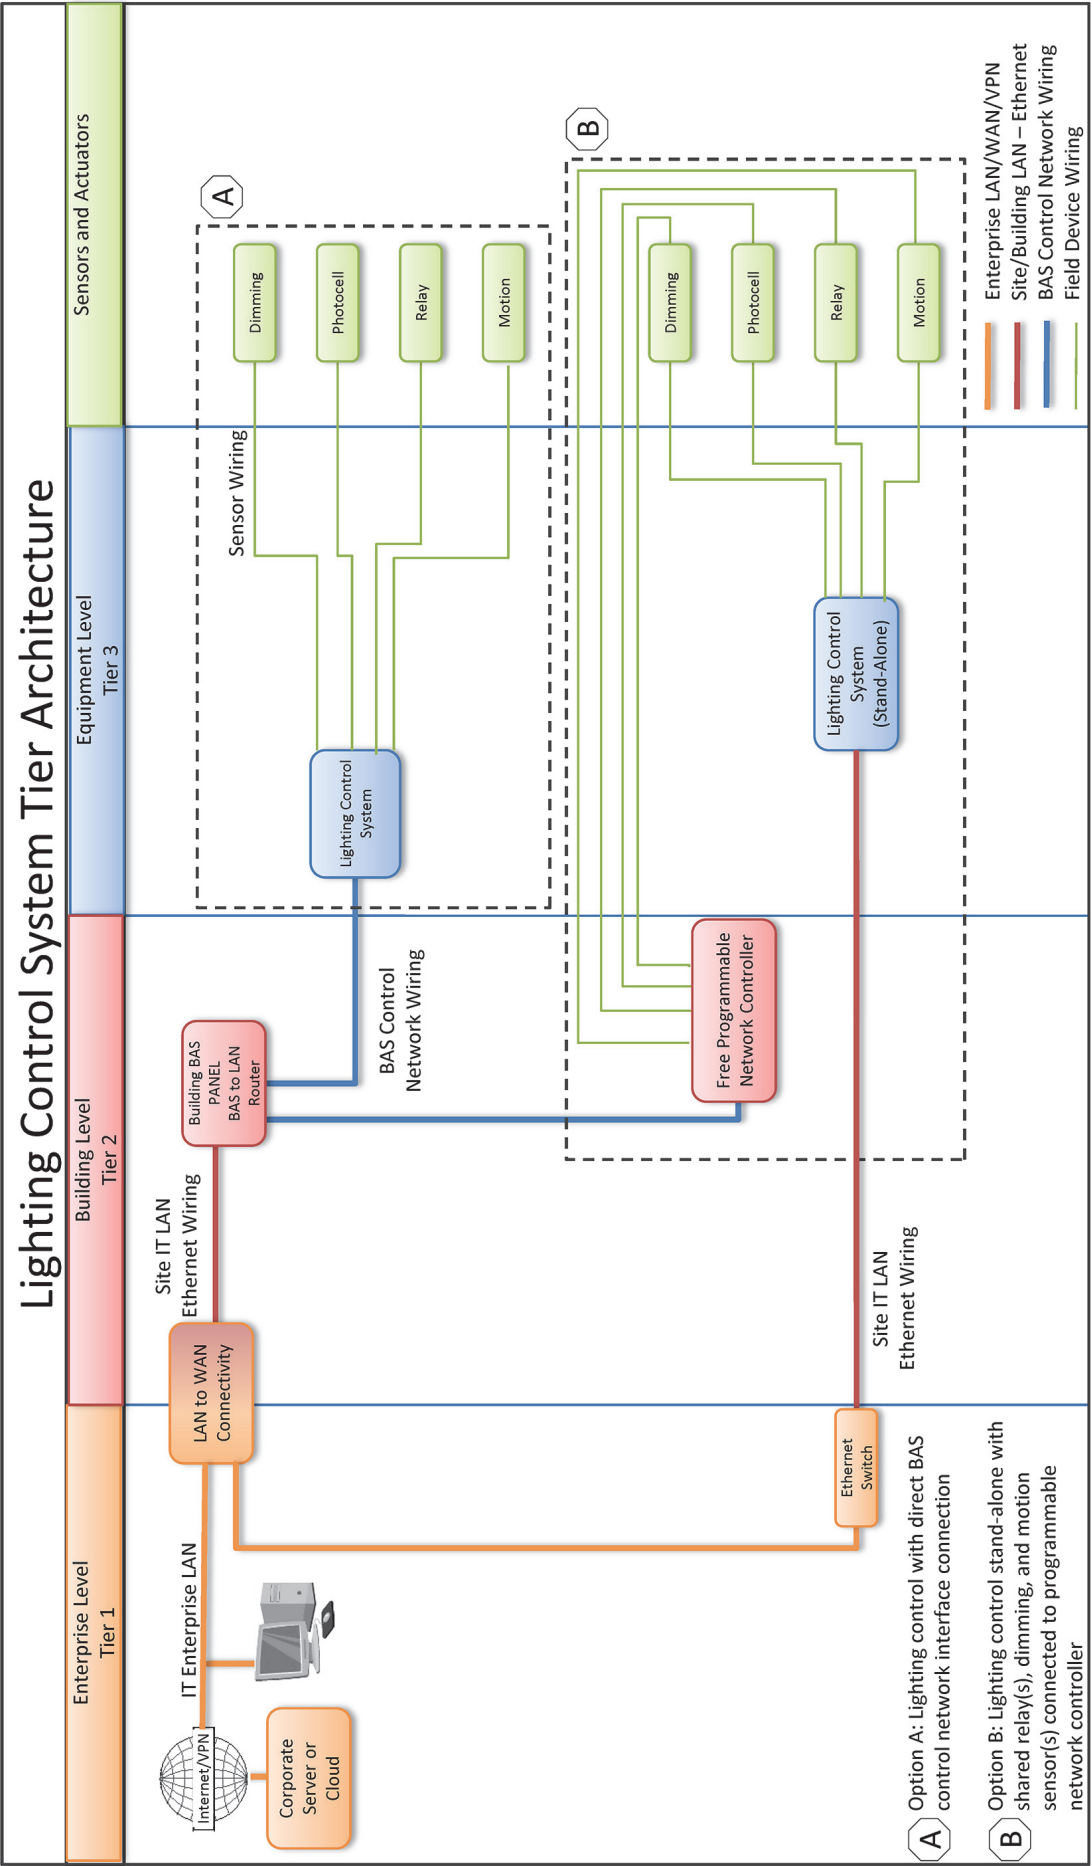 Lighting Control System Tier Architecture
Enterprise Level
Tier 1
Building Level
Tier 2
Equipment Level
Tier 3
Sensors and Actuators
Internet/VPN
IT Enterprise LAN
Corporate
Server or
Cloud
LAN to WAN
Connectivity
Site IT LAN
Ethernet Wiring
Building BAS
PANEL
BAS to LAN
Router
BAS Control
Network Wiring
Lighting Control
System
Sensor Wiring
A
Dimming
Photocell
Relay
Motion
B
Dimming
Photocell
Relay
Motion
Free Programmable
Network Controller
Lighting Control
System
(Stand-Alone)
Ethernet
Switch
Site IT LAN
Ethernet Wiring
A
Option A: Lighting control with direct BAS
control network interface connection
B
Option B: Lighting control stand-alone with
shared relay(s), dimming, and motion
sensor(s) connected to programmable
network controller
Enterprise LAN/WAN/VPN
Site/Building LAN – Ethernet
BAS Control Network Wiring
Field Device Wiring